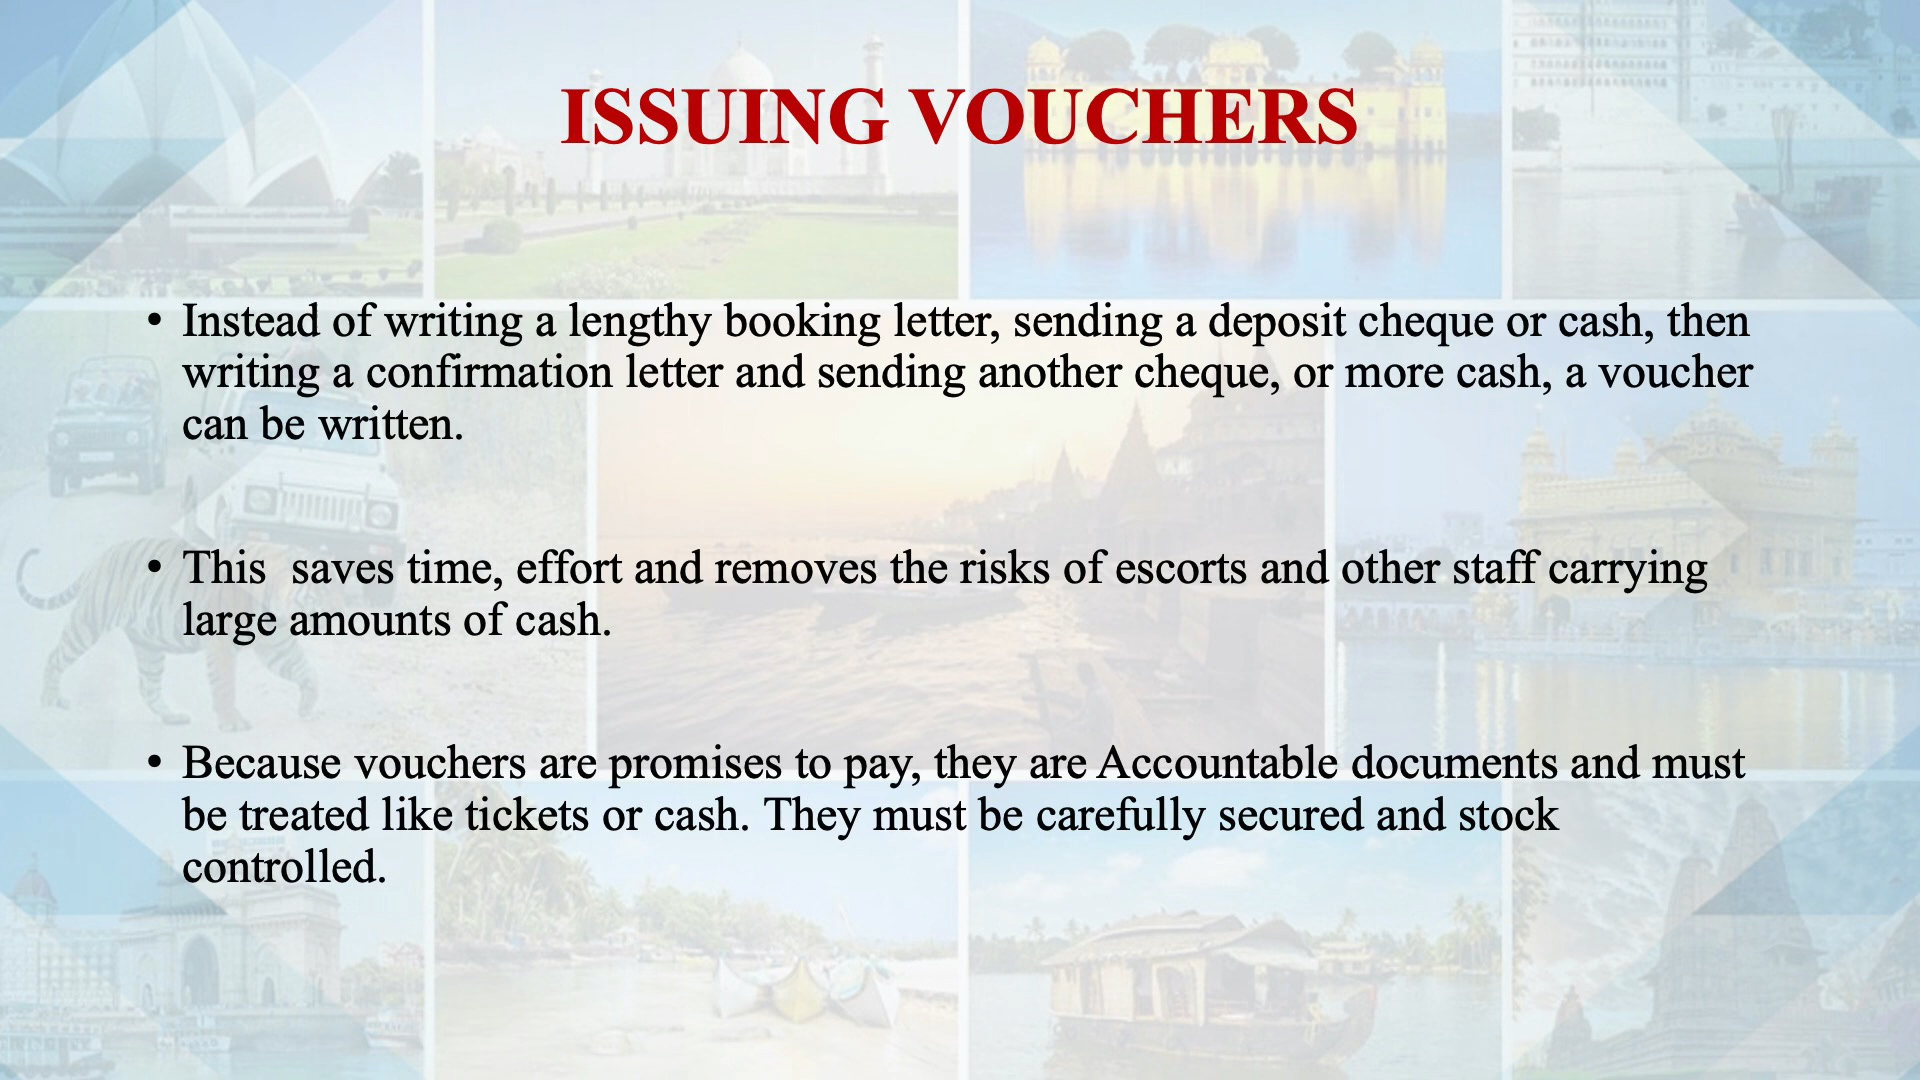 ISSUING VOUCHERS
• Instead of writing a lengthy booking letter, sending a deposit cheque or cash, then
writing a confirmation letter and sending another cheque, or more cash, a voucher
can be written.
• This  saves time, effort and removes the risks of escorts and other staff carrying
large amounts of cash.
• Because vouchers are promises to pay, they are Accountable documents and must
be treated like tickets or cash. They must be carefully secured and stock
controlled.